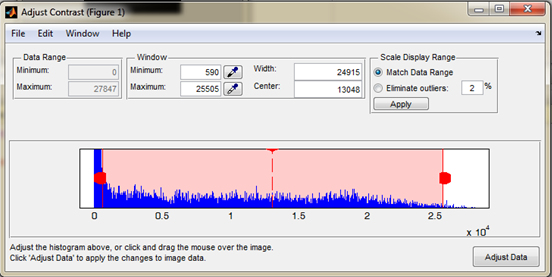 Adjust Contrast (Figure 1)
File Edit Window Help
Data Range
Minimum: 0
Maximum: 27847
Window
Minimum: 590
Maximum: 25505
Width: 24915
Center: 13048
Scale Display Range
Match Data Range
Eliminate outliers: 2 %
Apply
0 0.5 1 1.5 2 2.5
x 10⁴
Adjust the histogram above, or click and drag the mouse over the image.
Click 'Adjust Data' to apply the changes to image data.
Adjust Data